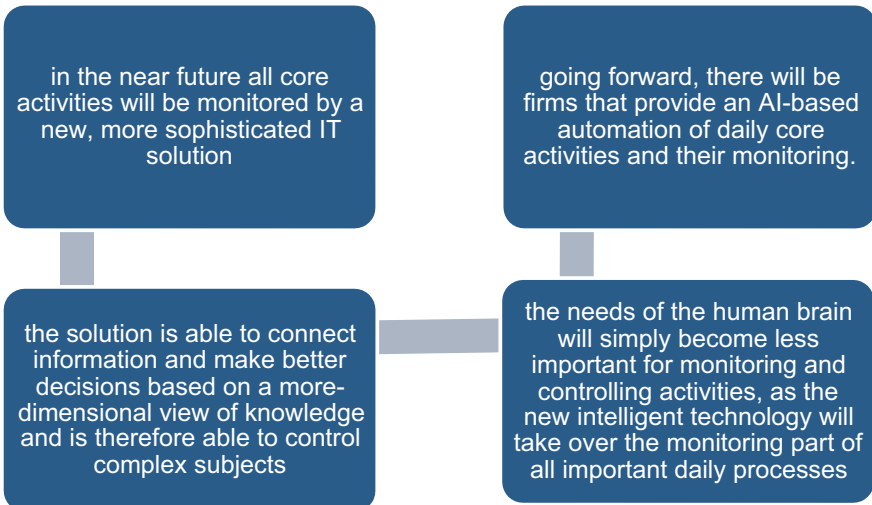 in the near future all core
activities will be monitored by a
new, more sophisticated IT
solution
the solution is able to connect
information and make better
decisions based on a more-
dimensional view of knowledge
and is therefore able to control
complex subjects
the needs of the human brain
will simply become less
important for monitoring and
controlling activities, as the
new intelligent technology will
take over the monitoring part of
all important daily processes
going forward, there will be
firms that provide an AI-based
automation of daily core
activities and their monitoring.